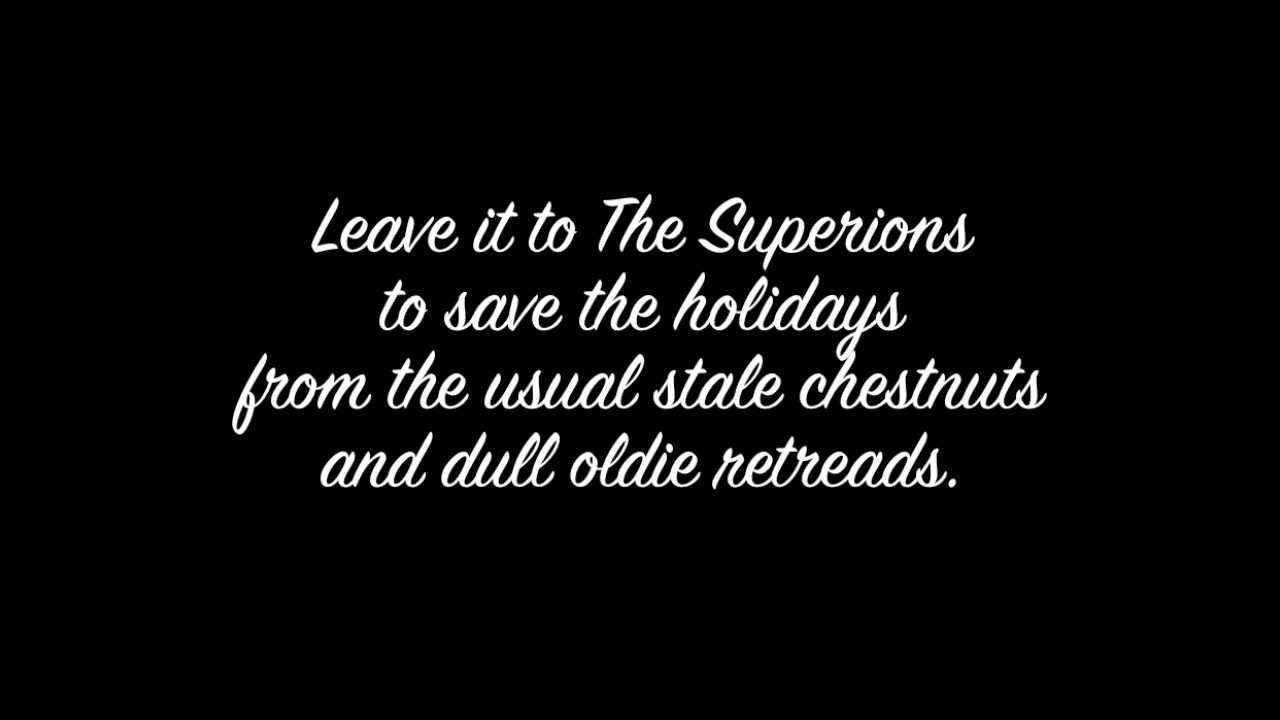 Leave it to The Superions
to save the holidays
from the usual stale chestnuts
and dull oldie retreads.